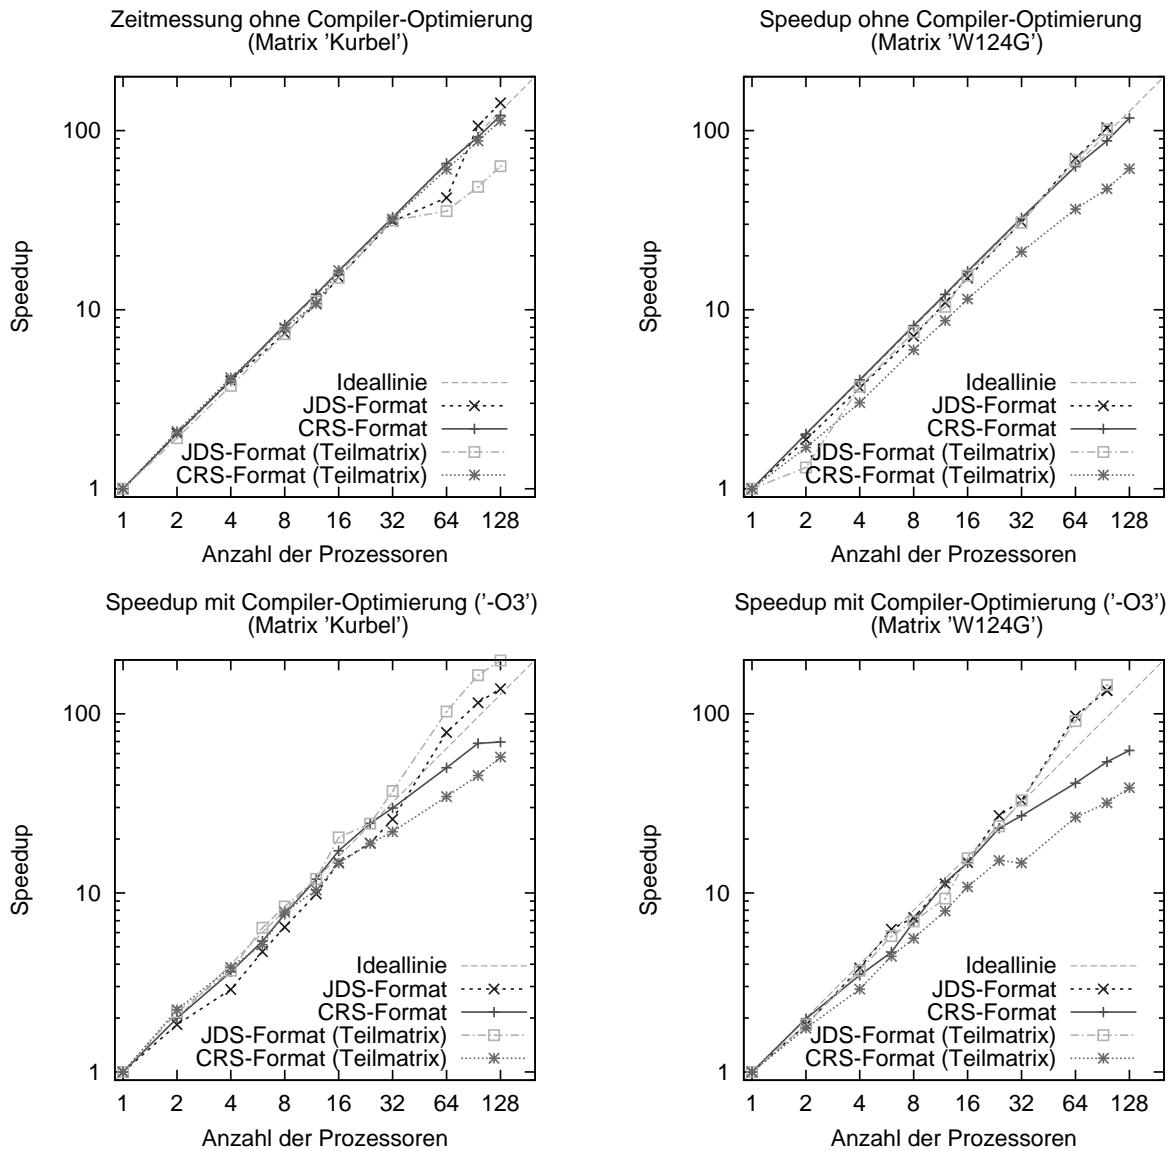 Zeitmessung ohne Compiler-Optimierung
(Matrix 'Kurbel')
100
10
1
Speedup
Ideallinie
JDS-Format
CRS-Format
JDS-Format (Teilmatrix)
CRS-Format (Teilmatrix)
1 2 4 8 16 32 64 128
Anzahl der Prozessoren
Speedup ohne Compiler-Optimierung
(Matrix 'W124G')
100
10
1
Speedup
Ideallinie
JDS-Format
CRS-Format
JDS-Format (Teilmatrix)
CRS-Format (Teilmatrix)
1 2 4 8 16 32 64 128
Anzahl der Prozessoren
Speedup mit Compiler-Optimierung ('-O3')
(Matrix 'Kurbel')
100
10
1
Speedup
Ideallinie
JDS-Format
CRS-Format
JDS-Format (Teilmatrix)
CRS-Format (Teilmatrix)
1 2 4 8 16 32 64 128
Anzahl der Prozessoren
Speedup mit Compiler-Optimierung ('-O3')
(Matrix 'W124G')
100
10
1
Speedup
Ideallinie
JDS-Format
CRS-Format
JDS-Format (Teilmatrix)
CRS-Format (Teilmatrix)
1 2 4 8 16 32 64 128
Anzahl der Prozessoren